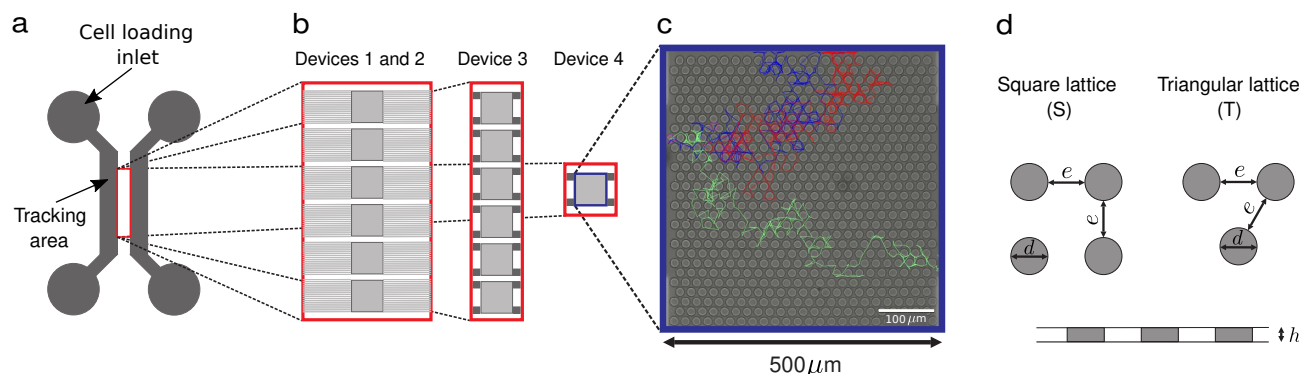 a
Cell loading
inlet
Tracking
area
b
Devices 1 and 2
Device 3
Device 4
c
100 μm
500μm
d
Square lattice
(S)
Triangular lattice
(T)
e
e
d
e
e
d
h